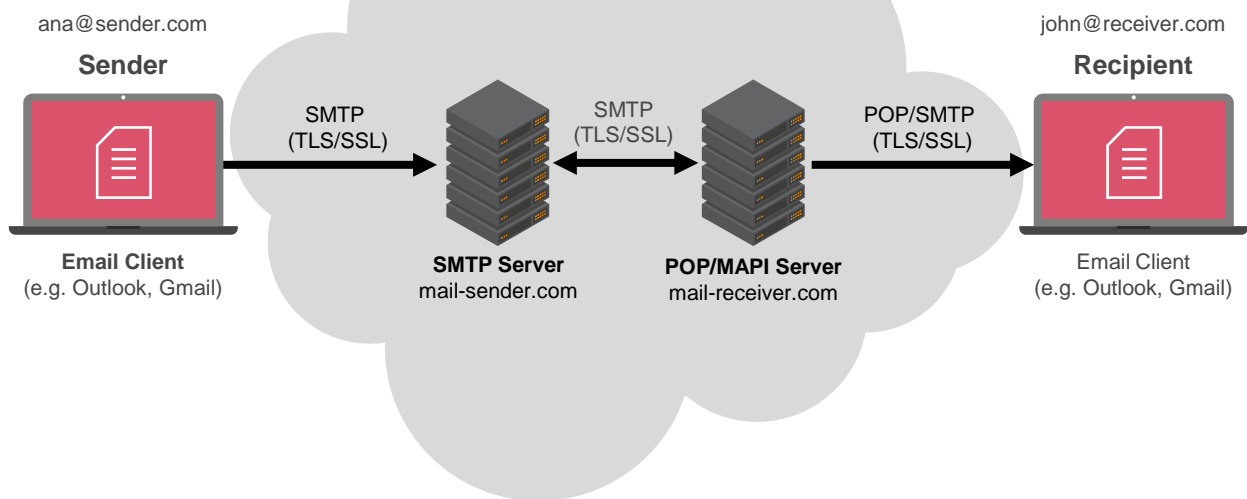 ana@sender.com
Sender
john@receiver.com
Recipient
SMTP
(TLS/SSL)
SMTP
(TLS/SSL)
POP/SMTP
(TLS/SSL)
Email Client
(e.g. Outlook, Gmail)
SMTP Server
mail-sender.com
POP/MAPI Server
mail-receiver.com
Email Client
(e.g. Outlook, Gmail)